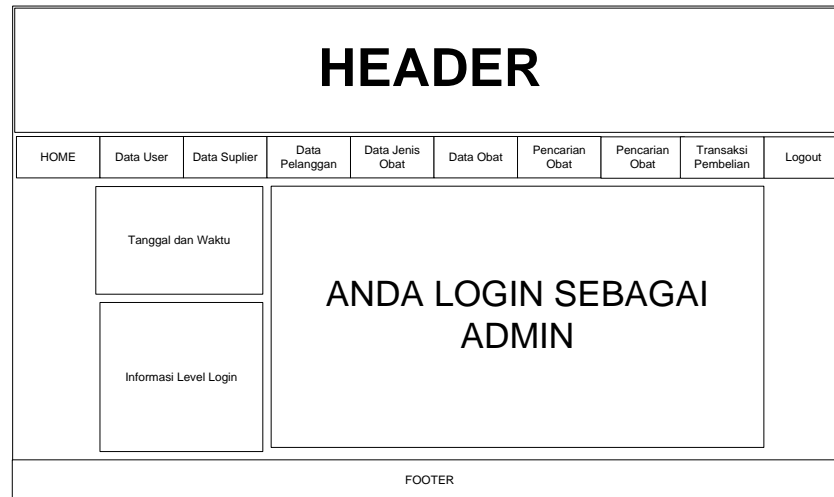 HEADER
HOME
Data User
Data Suplier
Data
Pelanggan
Data Jenis
Obat
Data Obat
Pencarian
Obat
Pencarian
Obat
Transaksi
Pembelian
Logout
Tanggal dan Waktu
ANDA LOGIN SEBAGAI
ADMIN
Informasi Level Login
FOOTER